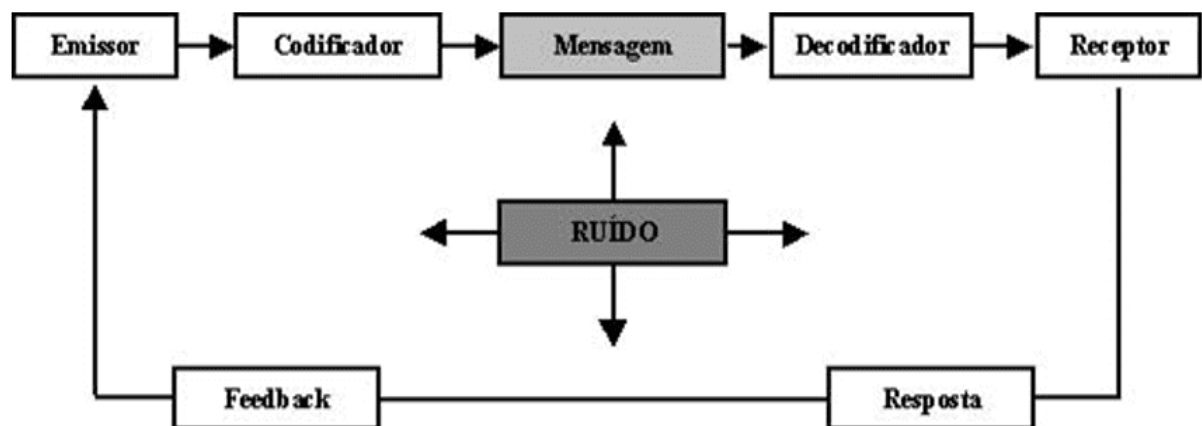 Emissor
Codificador
Mensagem
Decodificador
Receptor
RUÍDO
Feedback
Resposta